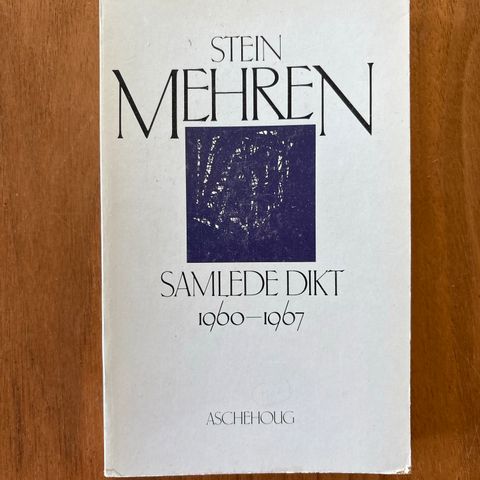 STEIN
MEHREN
SAMLEDE DIKT
1960–1967
ASCHEHOUG